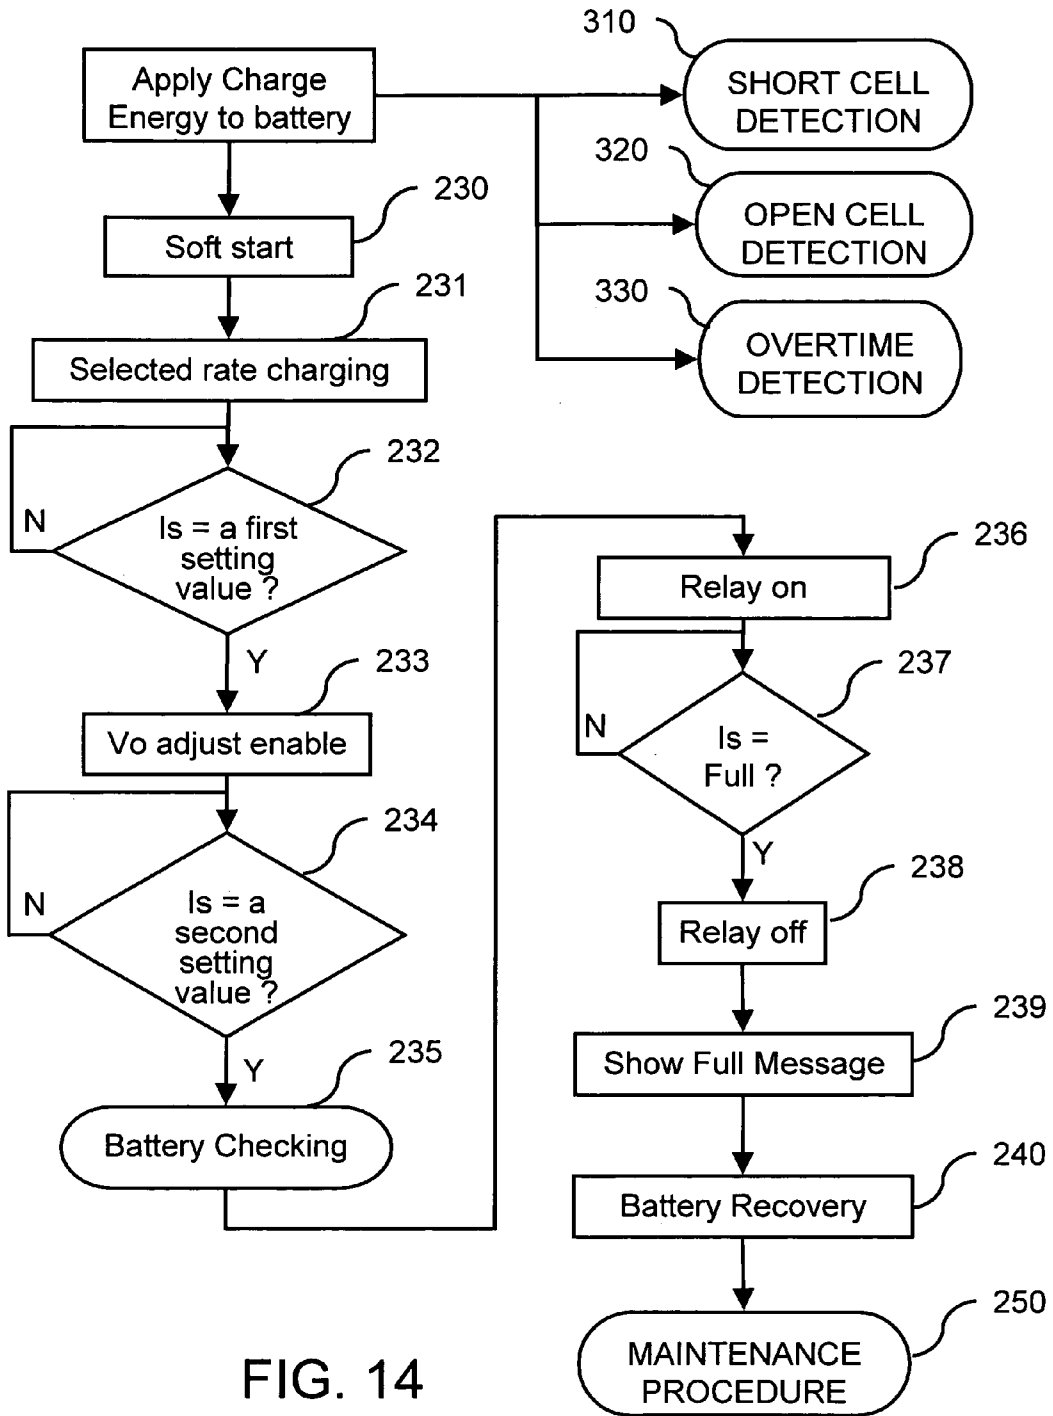 310
Apply Charge
Energy to battery
SHORT CELL
DETECTION
320
230
Soft start
OPEN CELL
DETECTION
231
330
Selected rate charging
OVERTIME
DETECTION
232
N
Is = a first
setting
value ?
Y
233
Vo adjust enable
234
N
Is = a
second
setting
value ?
Y
235
Battery Checking
236
Relay on
237
N
Is =
Full ?
Y
238
Relay off
239
Show Full Message
240
Battery Recovery
250
MAINTENANCE
PROCEDURE
FIG. 14